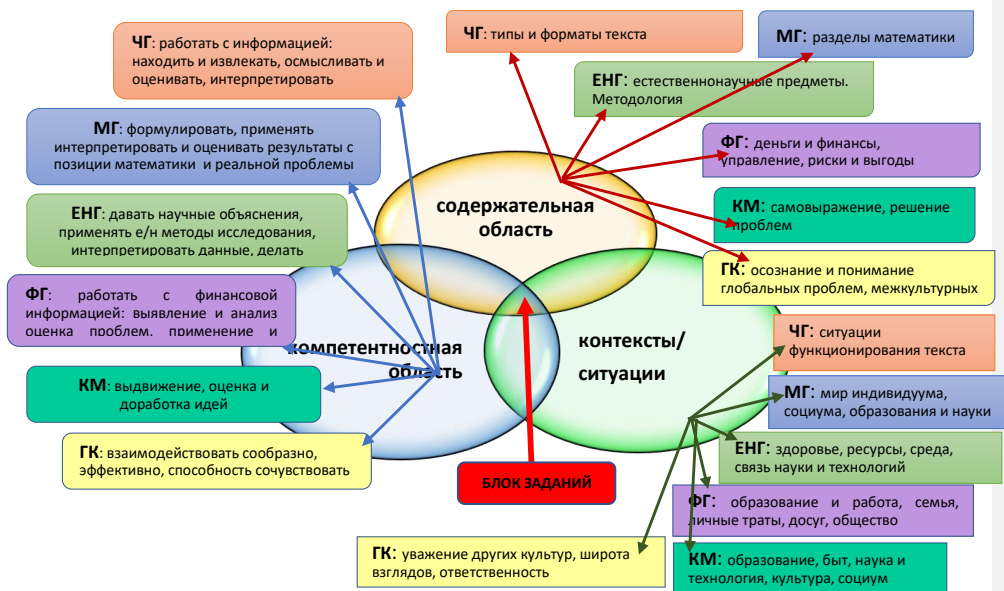 ЧГ: работать с информацией:
находить и извлекать, осмысливать и
оценивать, интерпретировать
МГ: формулировать, применять
интерпретировать и оценивать результаты с
позиции математики и реальной проблемы
ЕНГ: давать научные объяснения,
применять е/н методы исследования,
интерпретировать данные, делать
ФГ: работать с финансовой
информацией: выявление и анализ
оценка проблем, применение и
КМ: выдвижение, оценка и
доработка идей
ГК: взаимодействовать сообразно,
эффективно, способность сочувствовать
ЧГ: типы и форматы текста
МГ: разделы математики
ЕНГ: естественнонаучные предметы.
Методология
ФГ: деньги и финансы,
управление, риски и выгоды
КМ: самовыражение, решение
проблем
ГК: осознание и понимание
глобальных проблем, межкультурных
содержательная
область
компетентностная
область
контексты/
ситуации
БЛОК ЗАДАНИЙ
ЧГ: ситуации
функционирования текста
МГ: мир индивидуума,
социума, образования и науки
ЕНГ: здоровье, ресурсы, среда,
связь науки и технологий
ФГ: образование и работа, семья,
личные траты, досуг, общество
ГК: уважение других культур, широта
взглядов, ответственность
КМ: образование, быт, наука и
технология, культура, социум